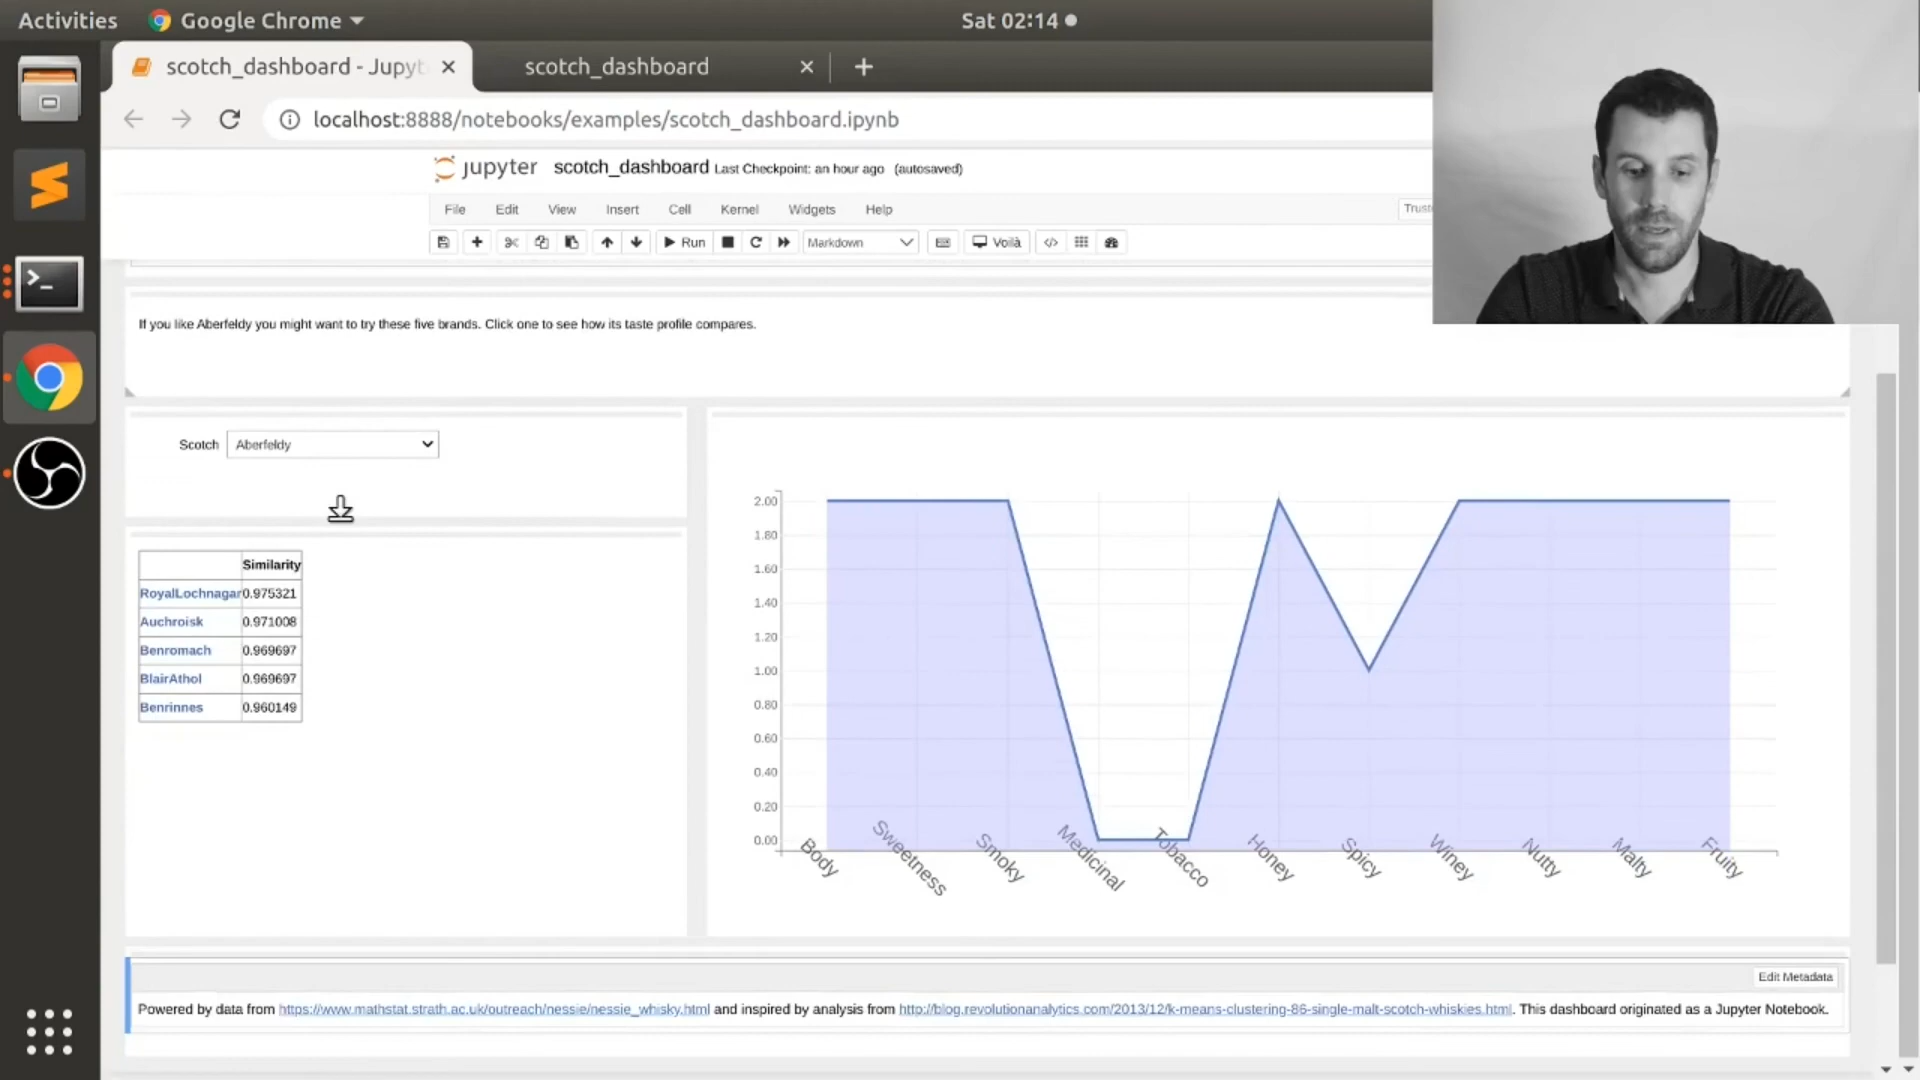 Activities
Google Chrome
Sat 02:14
scotch_dashboard - Jupyt
scotch_dashboard
localhost:8888/notebooks/examples/scotch_dashboard.ipynb
jupyter scotch_dashboard Last Checkpoint: an hour ago (autosaved)
File Edit View Insert Cell Kernel Widgets Help
Run Markdown Voilà
If you like Aberfeldy you might want to try these five brands. Click one to see how its taste profile compares.
Scotch Aberfeldy
Similarity
RoyalLochnagar 0.975321
Auchroisk 0.971008
Benromach 0.969697
BlairAthol 0.969697
Benrinnes 0.960149
2.00
1.80
1.60
1.40
1.20
1.00
0.80
0.60
0.40
0.20
0.00
Body Sweetness Smoky Medicinal Tobacco Honey Spicy Winey Nutty Malty Fruity
Edit Metadata
Powered by data from https://www.mathstat.strath.ac.uk/outreach/nessie/nessie_whisky.html and inspired by analysis from http://blog.revolutionanalytics.com/2013/12/k-means-clustering-86-single-malt-scotch-whiskies.html. This dashboard originated as a Jupyter Notebook.